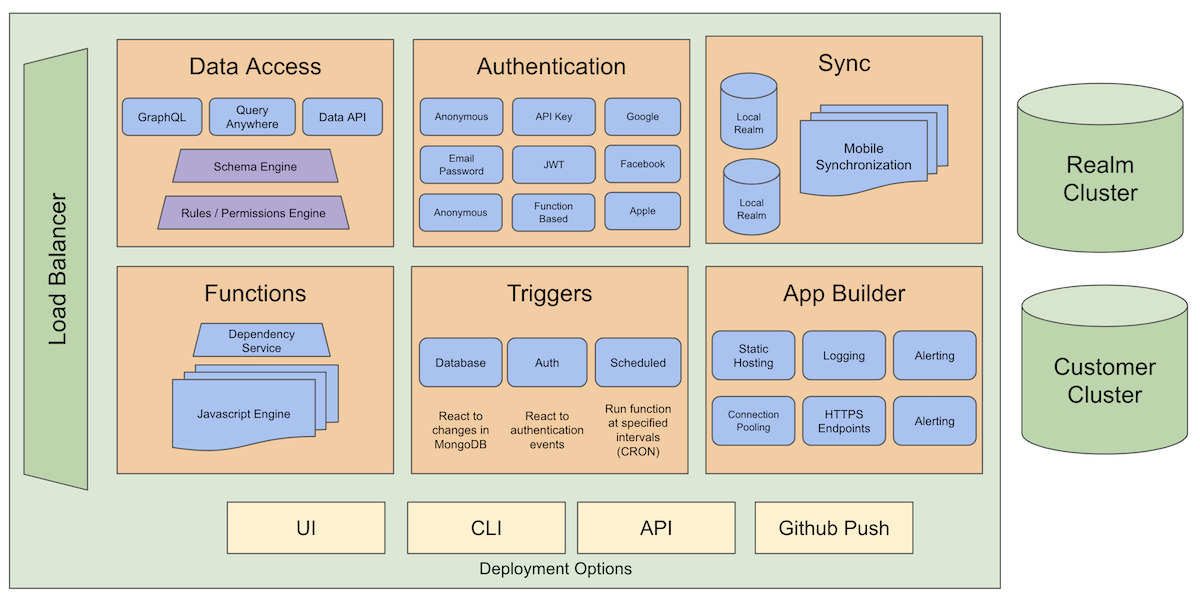 Load Balancer
Data Access
GraphQL
Query
Anywhere
Data API
Schema Engine
Rules / Permissions Engine
Authentication
Anonymous
API Key
Google
Email
Password
JWT
Facebook
Anonymous
Function
Based
Apple
Sync
Local
Realm
Local
Realm
Mobile
Synchronization
Functions
Dependency
Service
Javascript Engine
Triggers
Database
Auth
Scheduled
React to
changes in
MongoDB
React to
authentication
events
Run function
at specified
intervals
(CRON)
App Builder
Static
Hosting
Logging
Alerting
Connection
Pooling
HTTPS
Endpoints
Alerting
UI
CLI
API
Github Push
Deployment Options
Realm
Cluster
Customer
Cluster